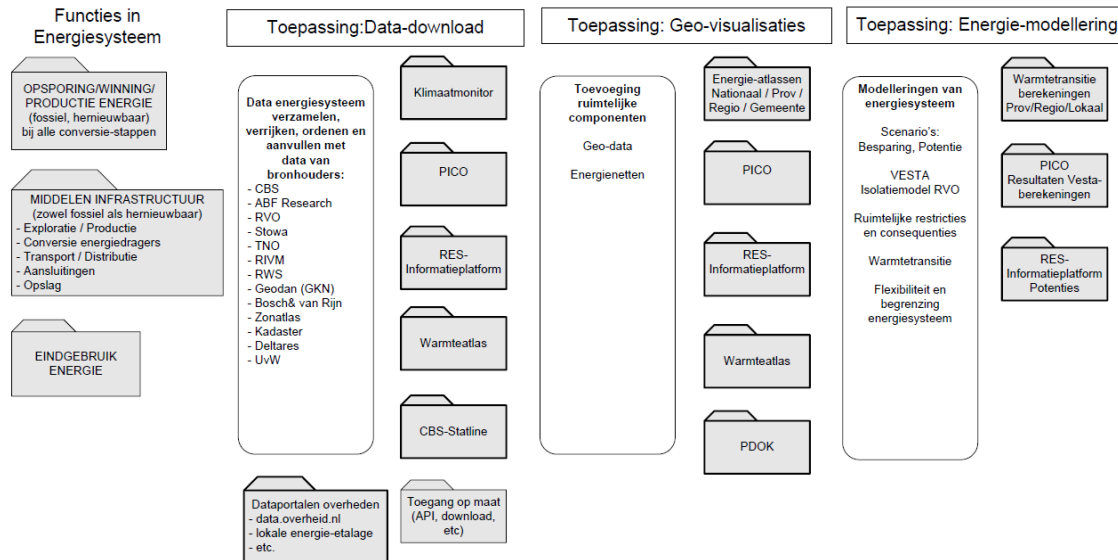 Functies in
Energiesysteem
OPSPORING/WINNING/
PRODUCTIE ENERGIE
(fossiel, hernieuwbaar)
bij alle conversie-stappen
MIDDELEN INFRASTRUCTUUR
(zowel fossiel als hernieuwbaar)
- Exploratie / Productie
- Conversie energiedragers
- Transport / Distributie
- Aansluitingen
- Opslag
EINDGEBRUIK
ENERGIE
Toepassing:Data-download
Data energiesysteem
verzamelen,
verrijken, ordenen en
aanvullen met
data van
bronhouders:
- CBS
- ABF Research
- RVO
- Stowa
- TNO
- RIVM
- RWS
- Geodan (GKN)
- Bosch& van Rijn
- Zonatlas
- Kadaster
- Deltares
- UvW
Dataportalen overheden
- data.overheid.nl
- lokale energie-etalage
- etc.
Klimaatmonitor
PICO
RES-
Informatieplatform
Warmteatlas
CBS-Statline
Toegang op maat
(API, download,
etc)
Toepassing: Geo-visualisaties
Toevoeging
ruimtelijke
componenten
Geo-data
Energienetten
Energie-atlassen
Nationaal / Prov /
Regio / Gemeente
PICO
RES-
Informatieplatform
Warmteatlas
PDOK
Toepassing: Energie-modellering
Modelleringen van
energiesysteem
Scenario's:
Besparing, Potentie
VESTA
Isolatiemodel RVO
Ruimtelijke restricties
en consequenties
Warmtetransitie
Flexibiliteit en
begrenzing
energiesysteem
Warmtetransitie
berekeningen
Prov/Regio/Lokaal
PICO
Resultaten Vesta-
berekeningen
RES-
Informatieplatform
Potenties